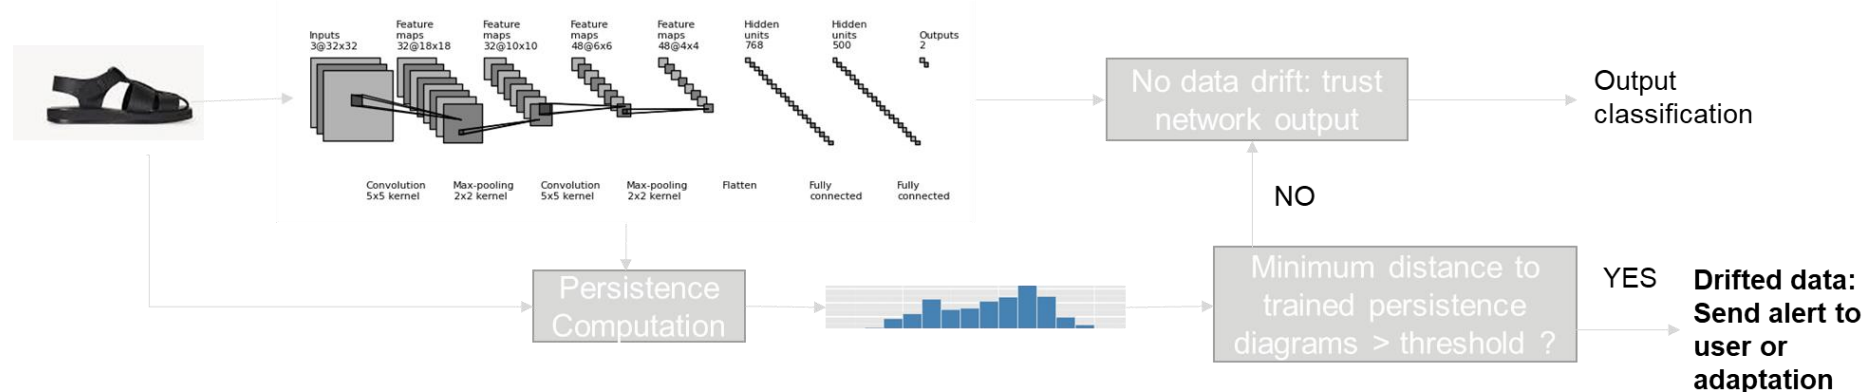 Inputs
3@32x32
Feature
maps
32@18x18
Feature
maps
32@10x10
Feature
maps
48@6x6
Feature
maps
48@4x4
Hidden
units
768
Hidden
units
500
Outputs
2
Convolution
5x5 kernel
Max-pooling
2x2 kernel
Convolution
5x5 kernel
Max-pooling
2x2 kernel
Flatten
Fully
connected
Fully
connected
No data drift: trust
network output
Output
classification
NO
Persistence
Computation
Minimum distance to
trained persistence
diagrams > threshold ?
YES
Drifted data:
Send alert to
user or
adaptation